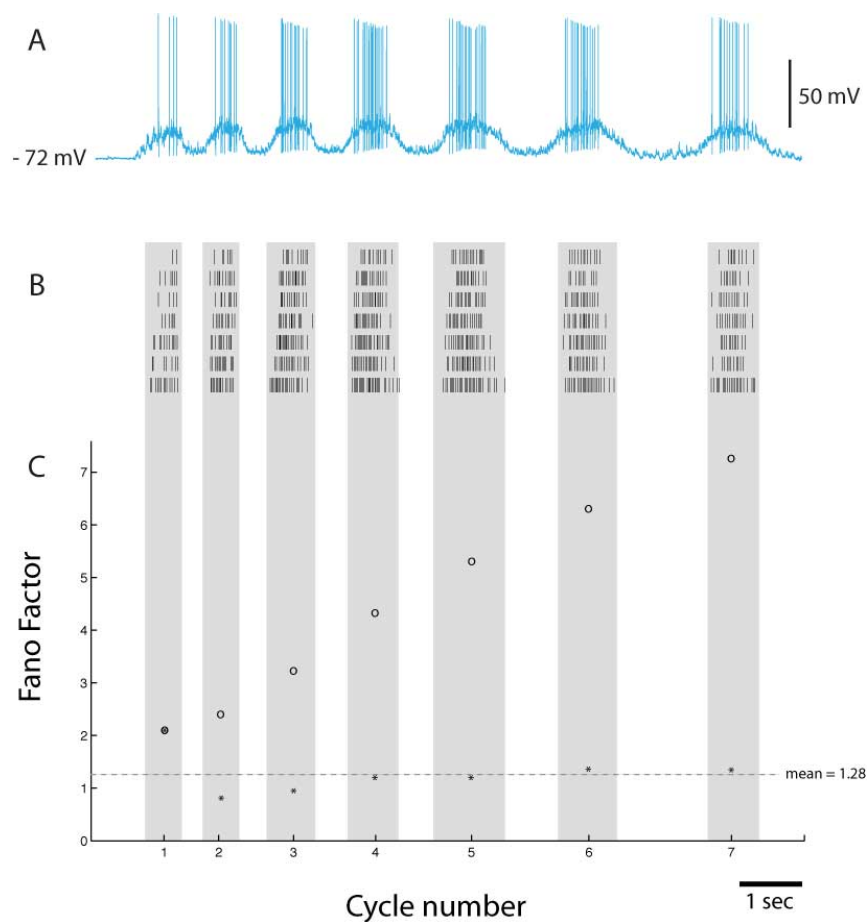 A
50 mV
- 72 mV
B
C
7
6
5
4
3
2
1
0
Fano Factor
mean = 1.28
1 2 3 4 5 6 7
Cycle number
1 sec